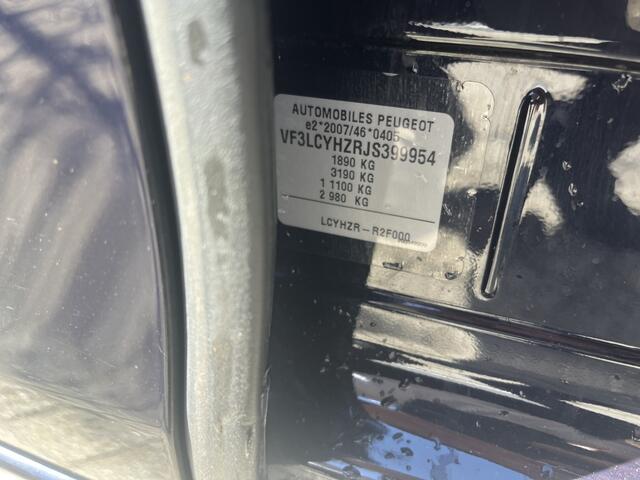 AUTOMOBILES PEUGEOT
e2*2007/46*0405
VF3LCYHZRJS399954
1890 KG
3190 KG
1 1100 KG
2 980 KG
LCYHZR-R2F000